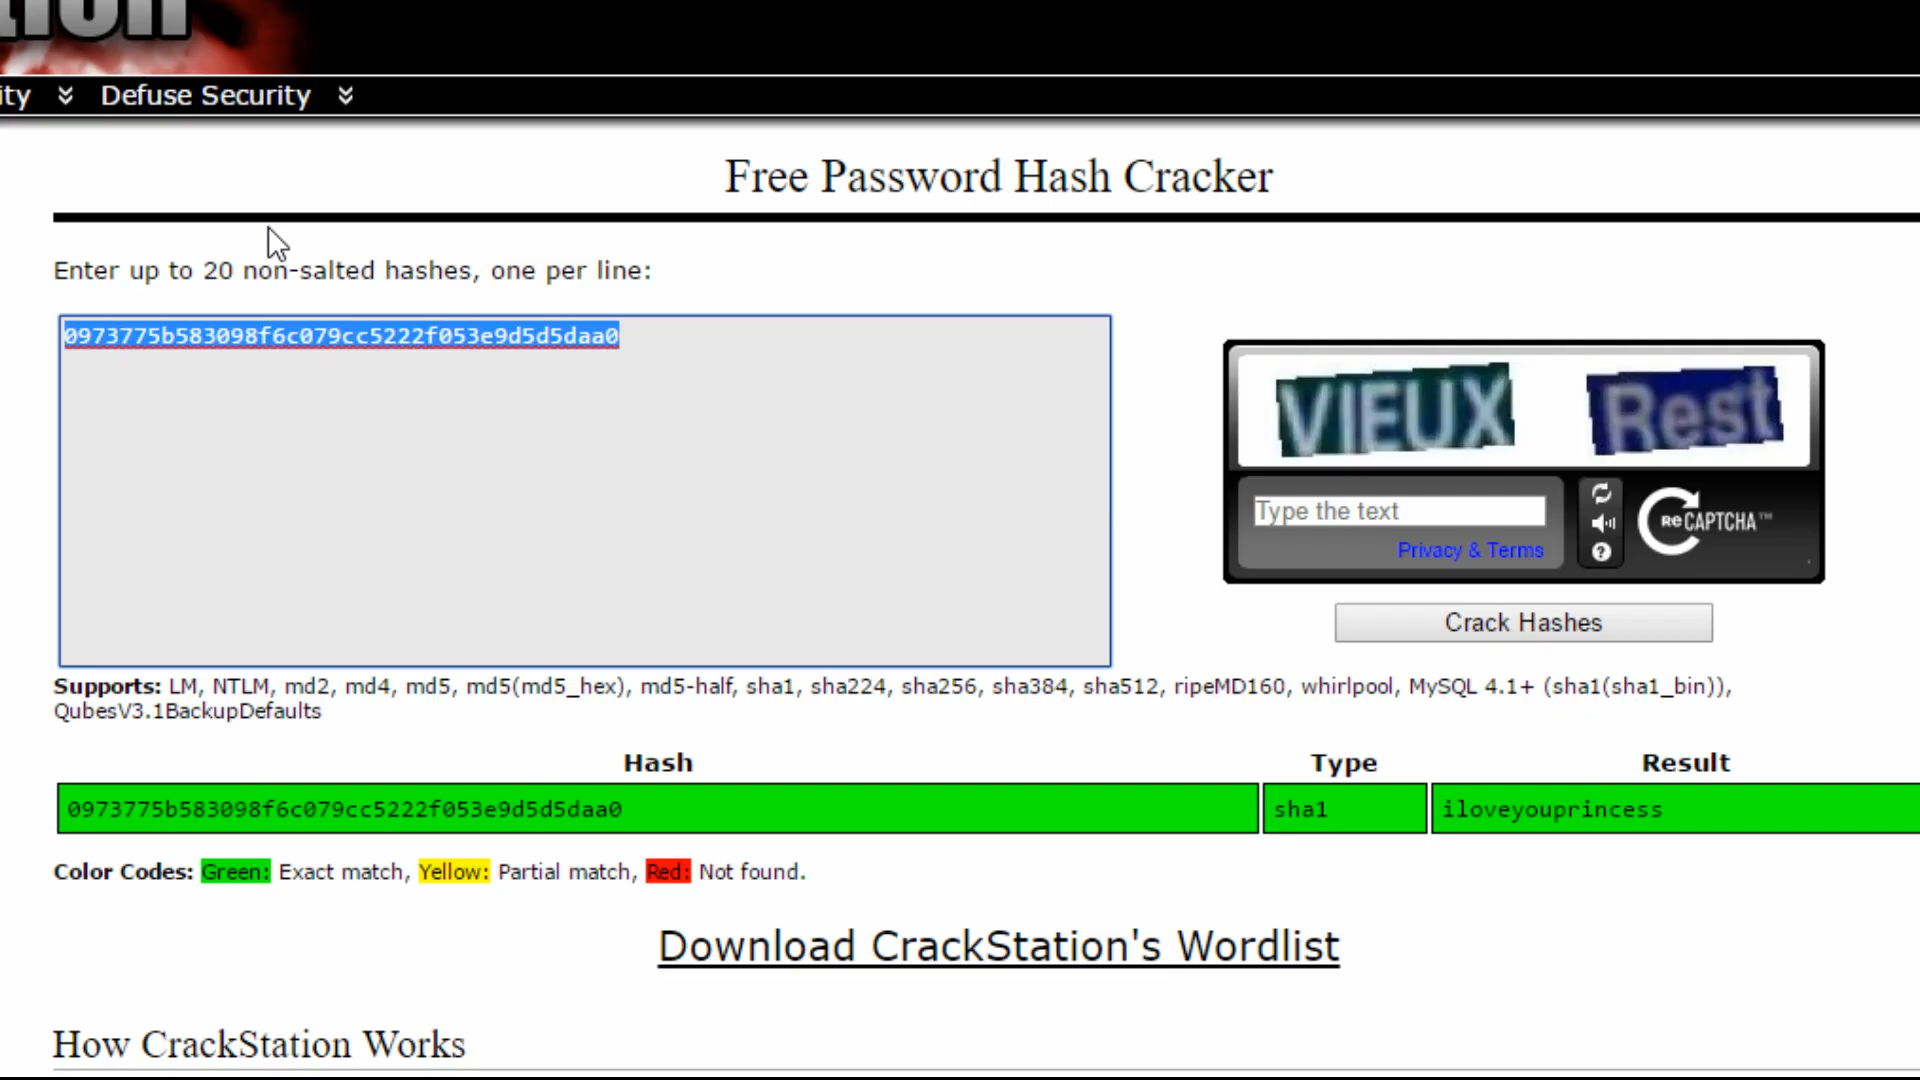 ation
ity Defuse Security
Free Password Hash Cracker
Enter up to 20 non-salted hashes, one per line:
0973775b583098f6c079cc5222f053e9d5d5daa0
VIEUX Rest
Type the text
Privacy & Terms
reCAPTCHA™
Crack Hashes
Supports: LM, NTLM, md2, md4, md5, md5(md5_hex), md5-half, sha1, sha224, sha256, sha384, sha512, ripeMD160, whirlpool, MySQL 4.1+ (sha1(sha1_bin)),
QubesV3.1BackupDefaults
Hash Type Result
0973775b583098f6c079cc5222f053e9d5d5daa0 sha1 iloveyouprincess
Color Codes: Green: Exact match, Yellow: Partial match, Red: Not found.
Download CrackStation's Wordlist
How CrackStation Works